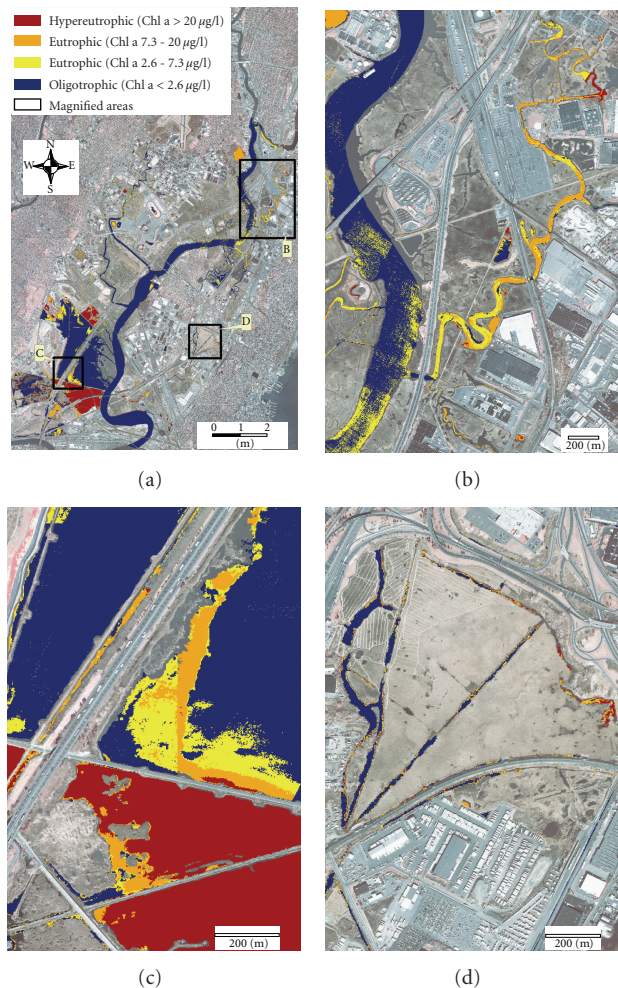 Hypereutrophic (Chl a > 20 µg/l)
Eutrophic (Chl a 7.3 - 20 µg/l)
Eutrophic (Chl a 2.6 - 7.3 µg/l)
Oligotrophic (Chl a < 2.6 µg/l)
Magnified areas
N
W E
S
B
D
C
0 1 2
(m)
(a)
200 (m)
(b)
200 (m)
(c)
200 (m)
(d)